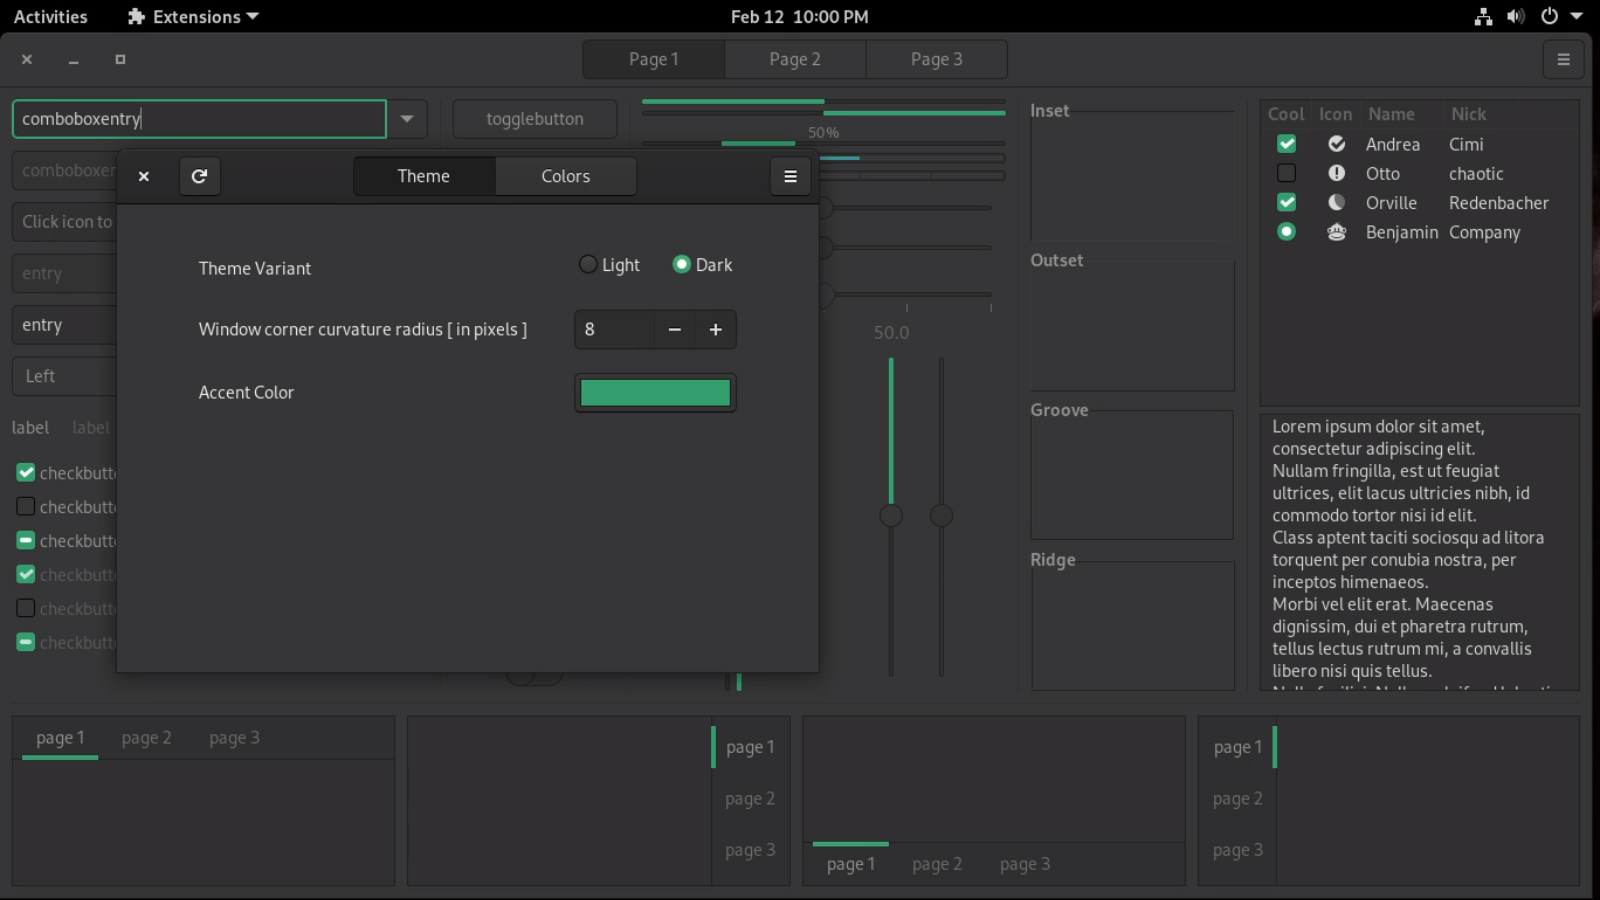 Activities Extensions Feb 12 10:00 PM
Page 1 Page 2 Page 3
comboboxentry togglebutton
50%
Click icon to
entry
entry
Left
label label
50.0
Theme Colors
Theme Variant Light Dark
Window corner curvature radius [ in pixels ] 8 − +
Accent Color
Inset
Outset
Groove
Ridge
Cool Icon Name Nick
Andrea Cimi
Otto chaotic
Orville Redenbacher
Benjamin Company
Lorem ipsum dolor sit amet,
consectetur adipiscing elit.
Nullam fringilla, est ut feugiat
ultrices, elit lacus ultricies nibh, id
commodo tortor nisi id elit.
Class aptent taciti sociosqu ad litora
torquent per conubia nostra, per
inceptos himenaeos.
Morbi vel elit erat. Maecenas
dignissim, dui et pharetra rutrum,
tellus lectus rutrum mi, a convallis
libero nisi quis tellus.
page 1 page 2 page 3
page 1
page 2
page 3
page 1 page 2 page 3
page 1
page 2
page 3